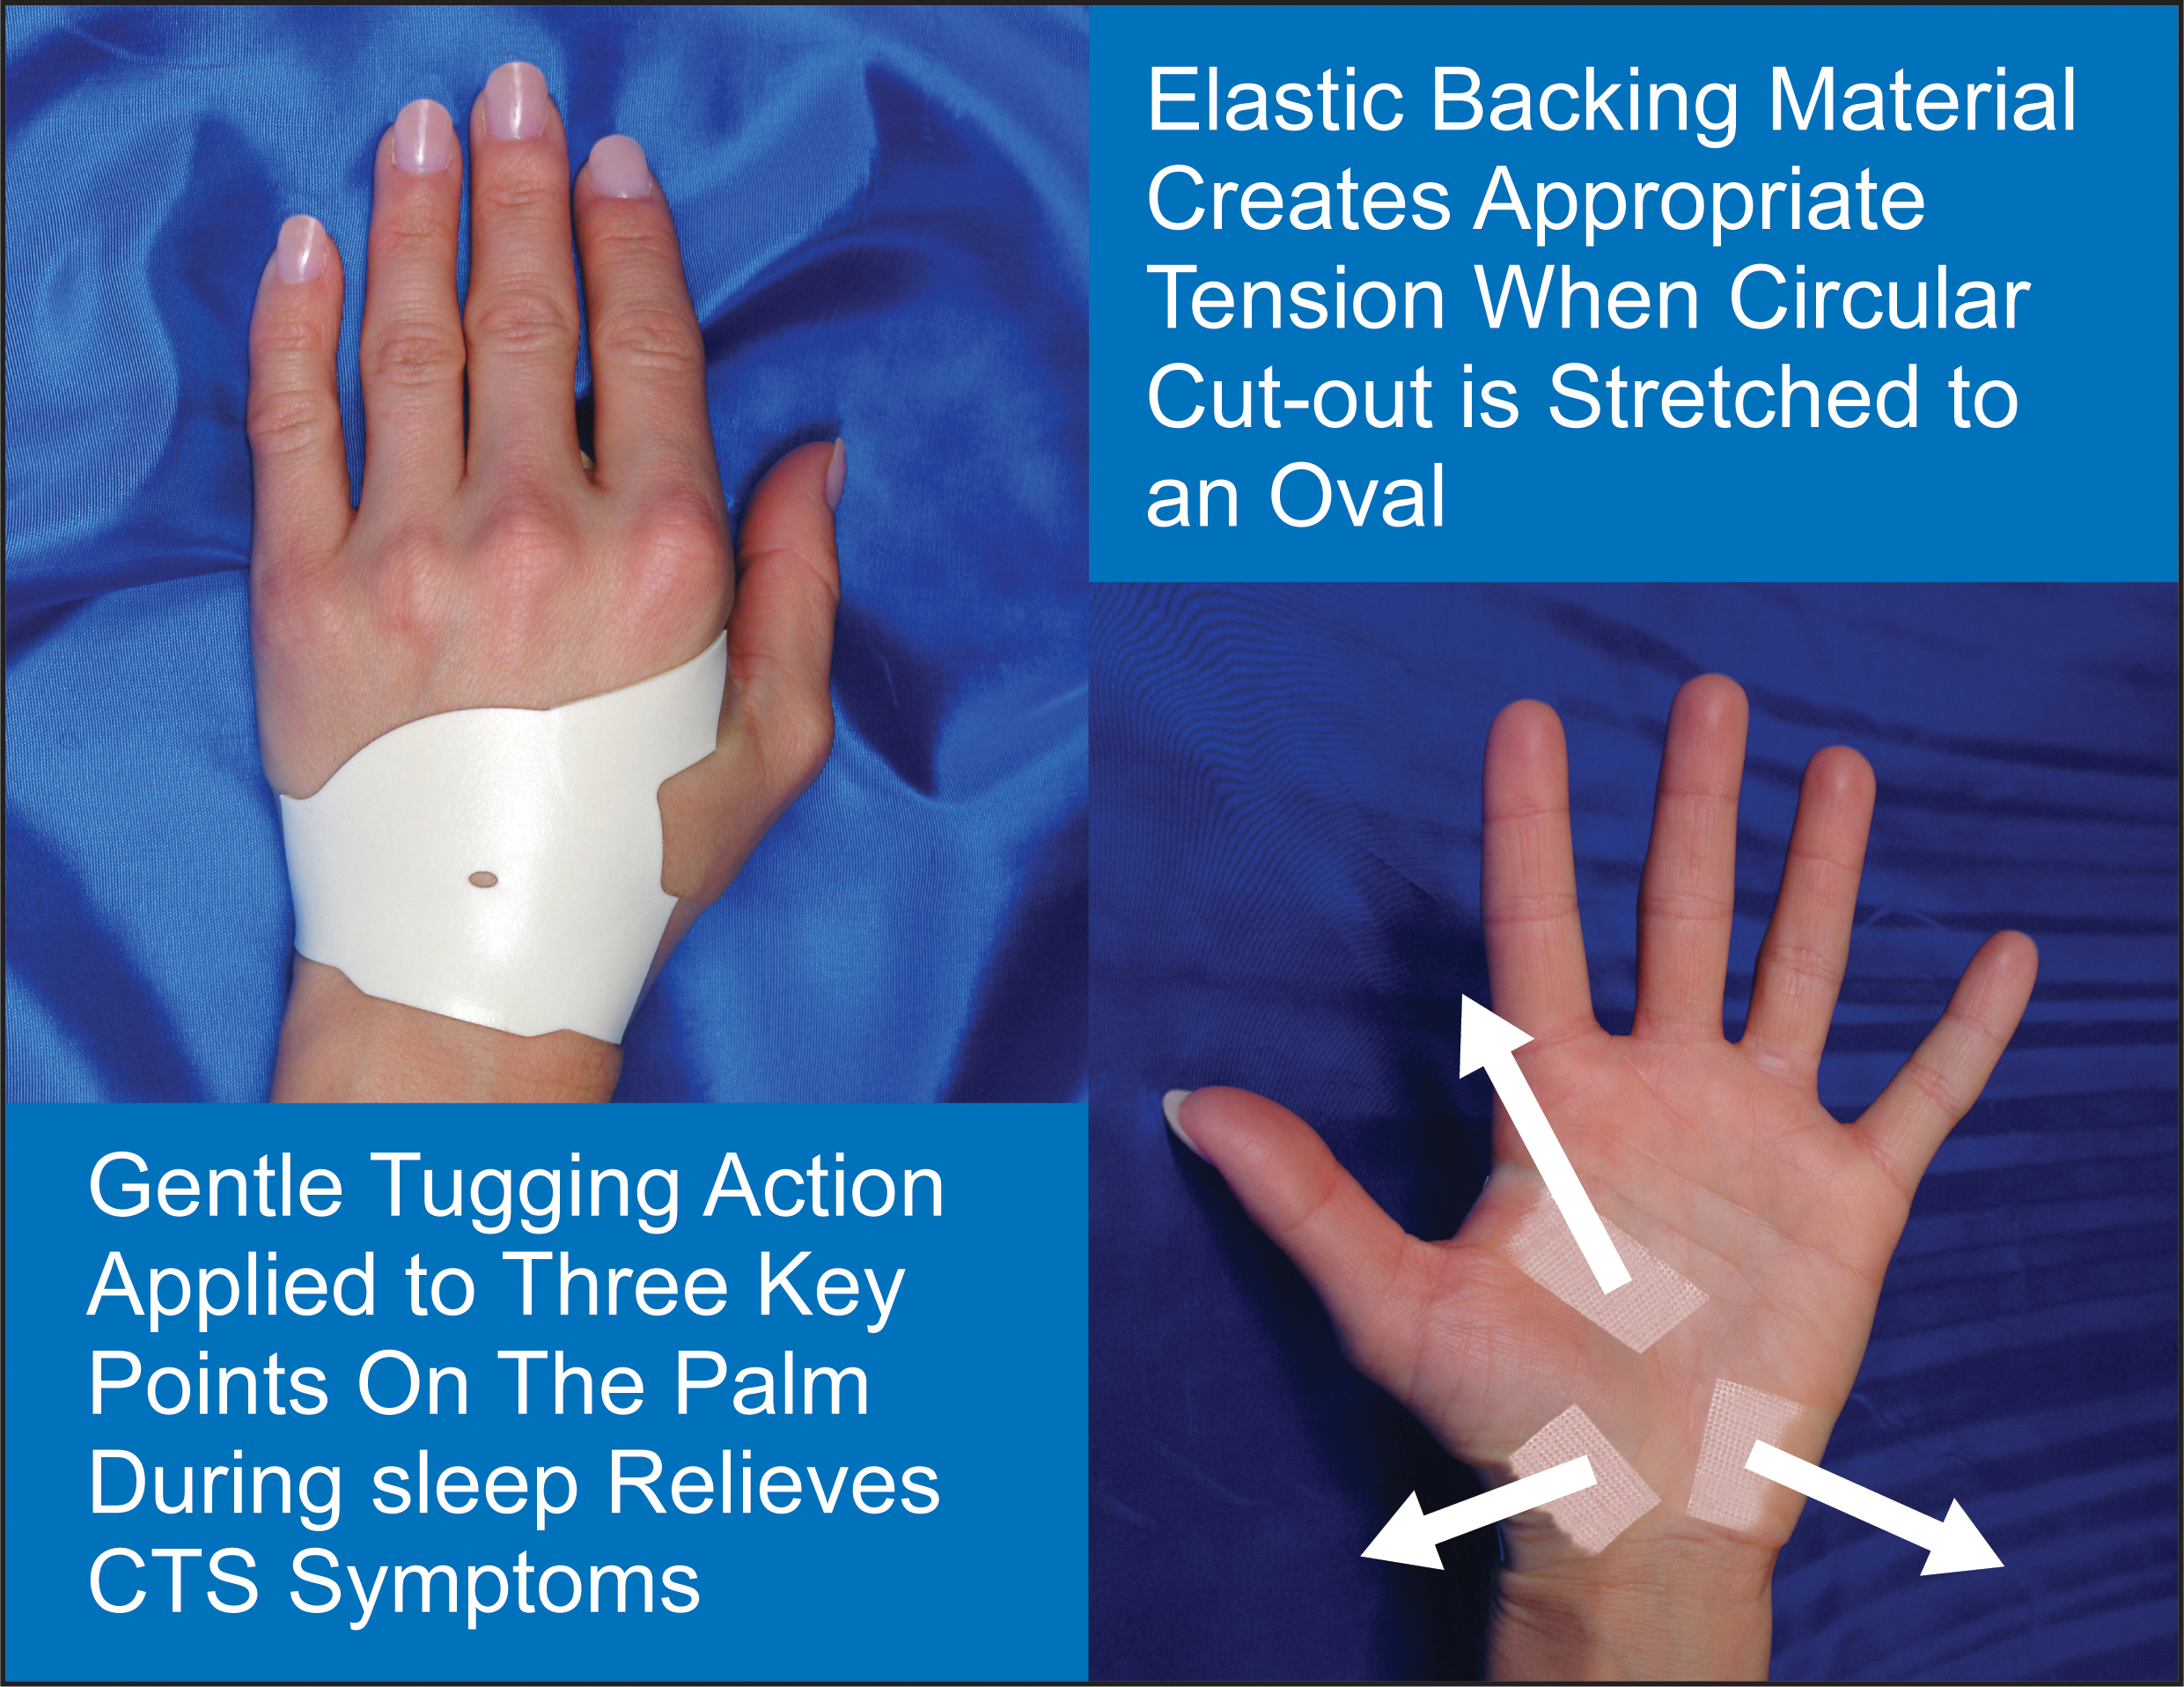 Elastic Backing Material
Creates Appropriate
Tension When Circular
Cut-out is Stretched to
an Oval
Gentle Tugging Action
Applied to Three Key
Points On The Palm
During sleep Relieves
CTS Symptoms